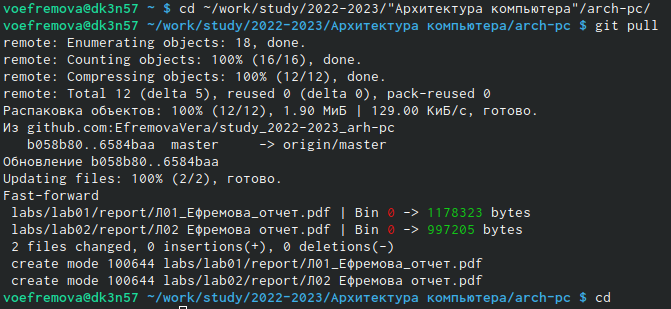 voefremova@dk3n57 ~ $ cd ~/work/study/2022-2023/"Архитектура компьютера"/arch-pc/
voefremova@dk3n57 ~/work/study/2022-2023/Архитектура компьютера/arch-pc $ git pull
remote: Enumerating objects: 18, done.
remote: Counting objects: 100% (16/16), done.
remote: Compressing objects: 100% (12/12), done.
remote: Total 12 (delta 5), reused 0 (delta 0), pack-reused 0
Распаковка объектов: 100% (12/12), 1.90 МиБ | 129.00 КиБ/с, готово.
Из github.com:EfremovaVera/study_2022-2023_arh-pc
   b058b80..6584baa  master     -> origin/master
Обновление b058b80..6584baa
Updating files: 100% (2/2), готово.
Fast-forward
 labs/lab01/report/Л01_Ефремова_отчет.pdf | Bin 0 -> 1178323 bytes
 labs/lab02/report/Л02 Ефремова отчет.pdf | Bin 0 -> 997205 bytes
 2 files changed, 0 insertions(+), 0 deletions(-)
 create mode 100644 labs/lab01/report/Л01_Ефремова_отчет.pdf
 create mode 100644 labs/lab02/report/Л02 Ефремова отчет.pdf
voefremova@dk3n57 ~/work/study/2022-2023/Архитектура компьютера/arch-pc $ cd